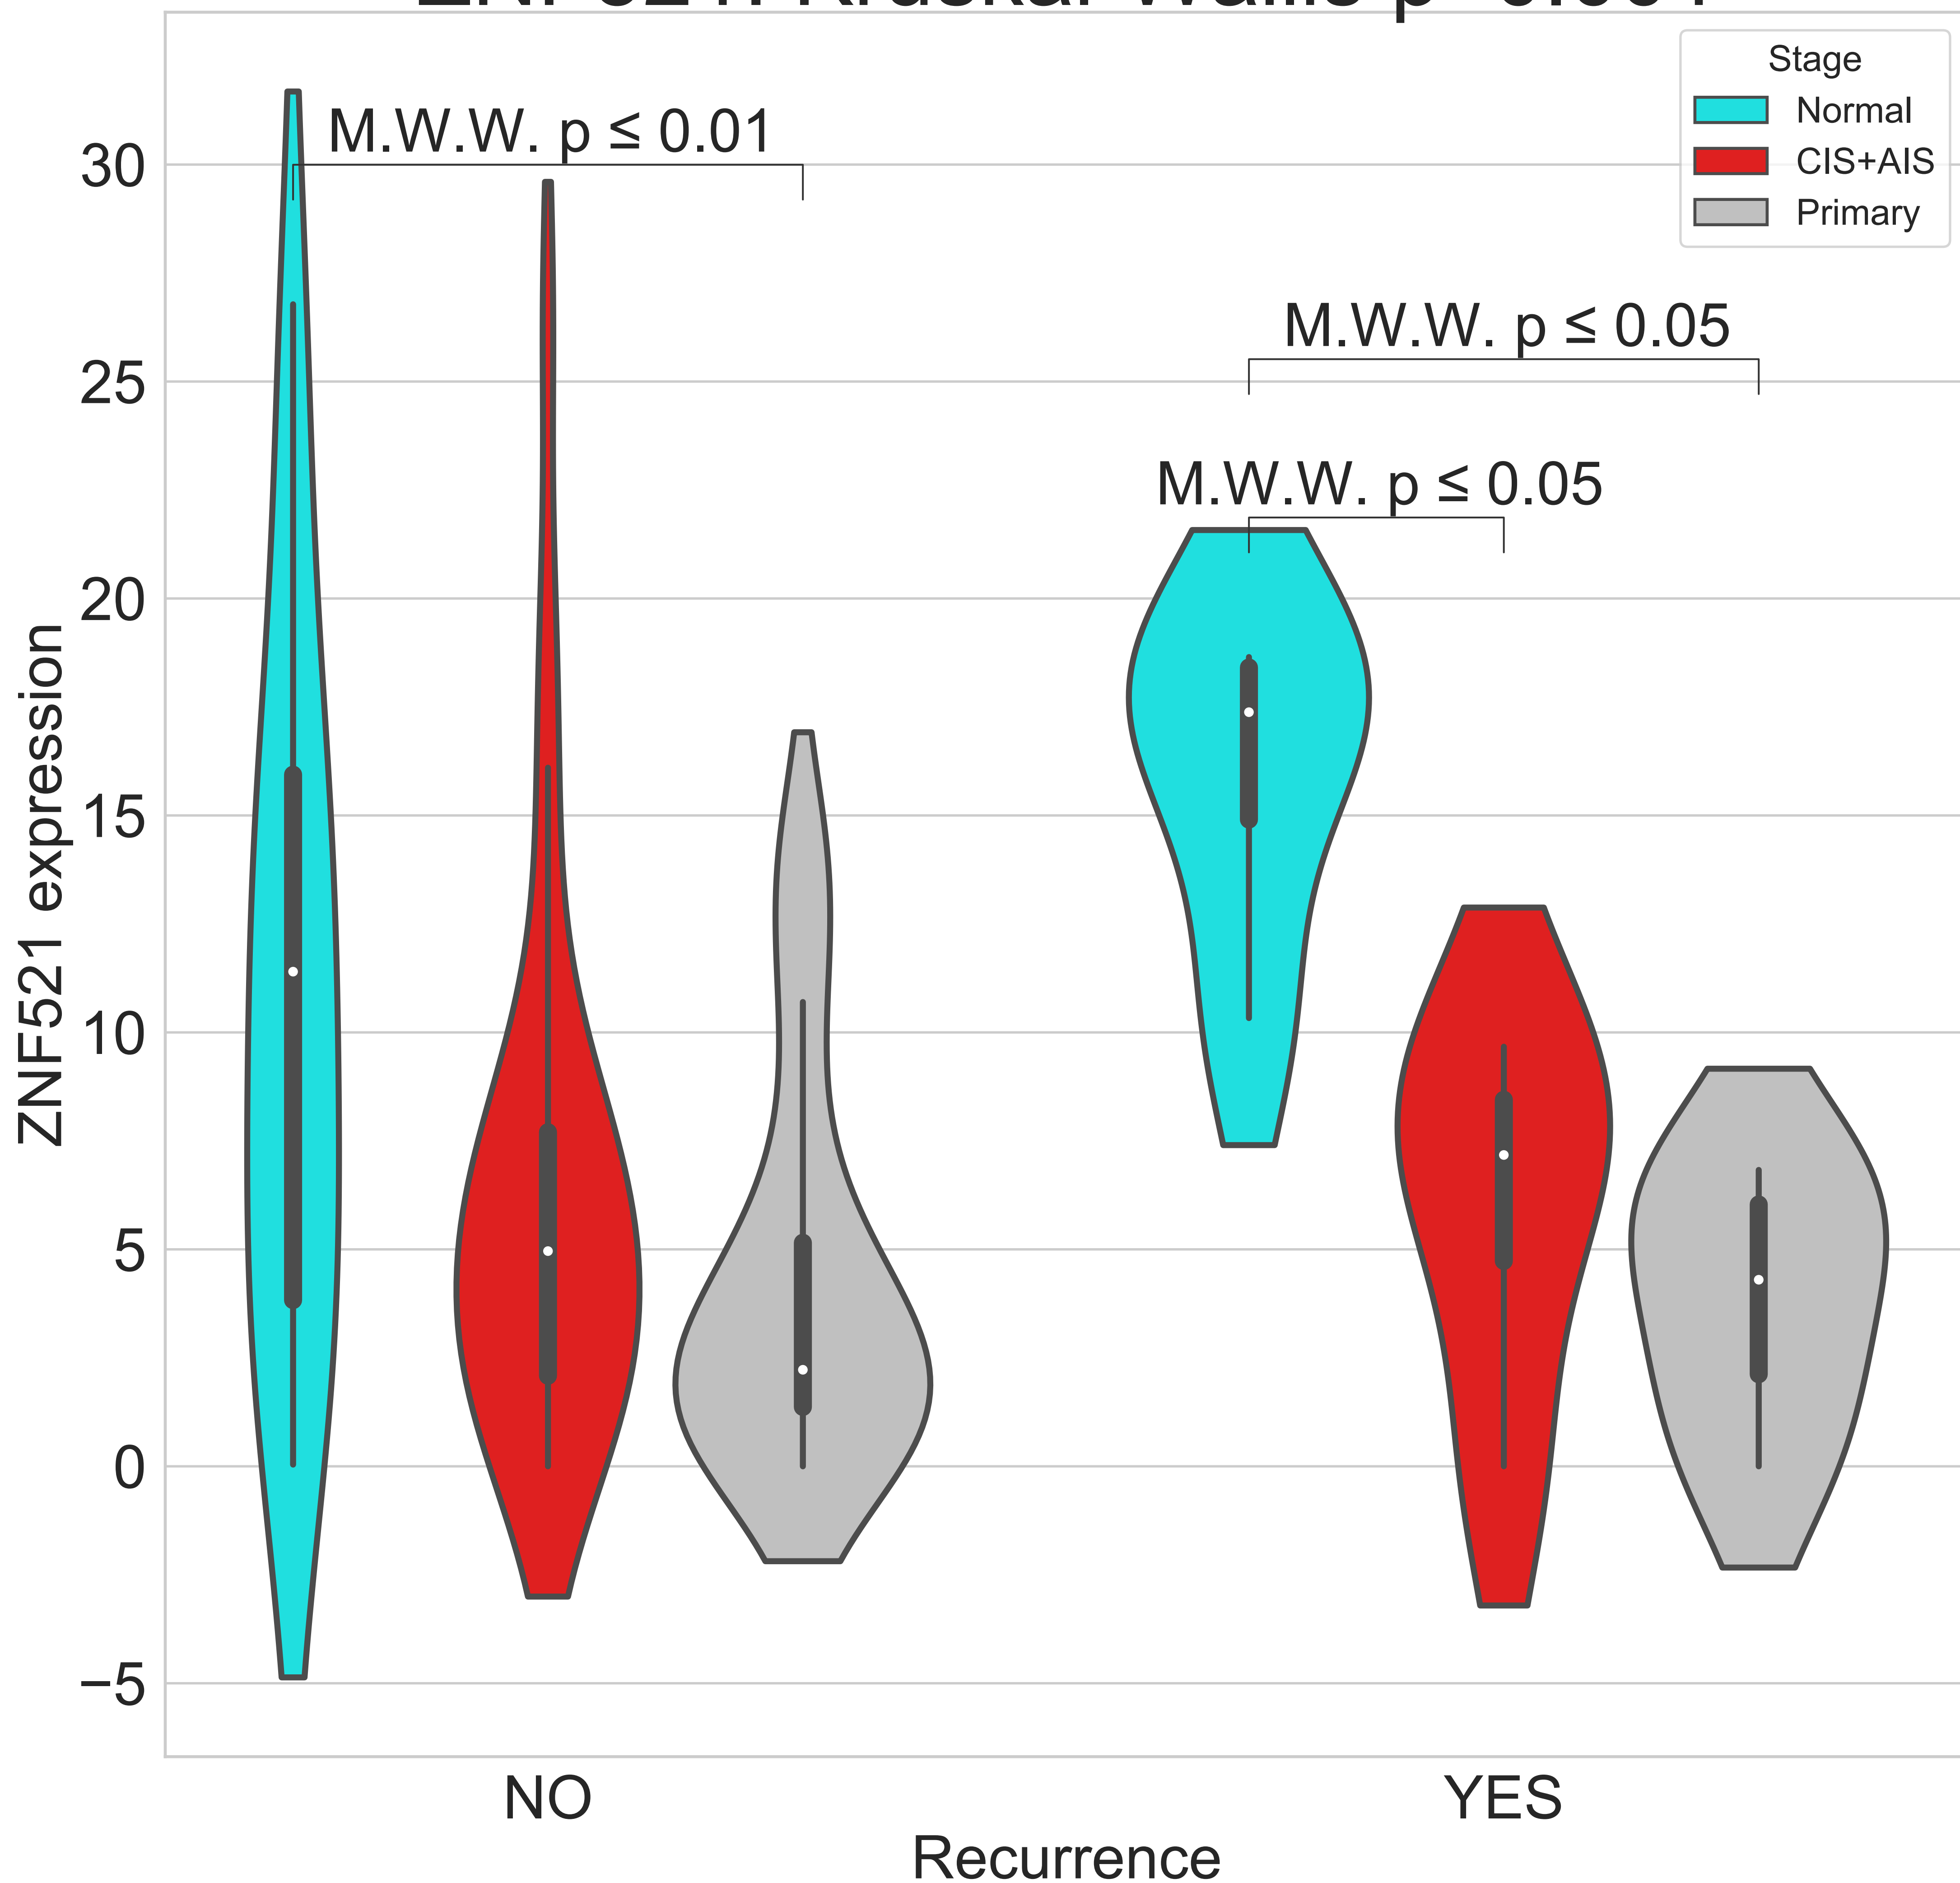 Stage
Normal
CIS+AIS
Primary
M.W.W. p ≤ 0.01
M.W.W. p ≤ 0.05
M.W.W. p ≤ 0.05
30
25
20
15
10
5
0
−5
ZNF521 expression
NO
YES
Recurrence